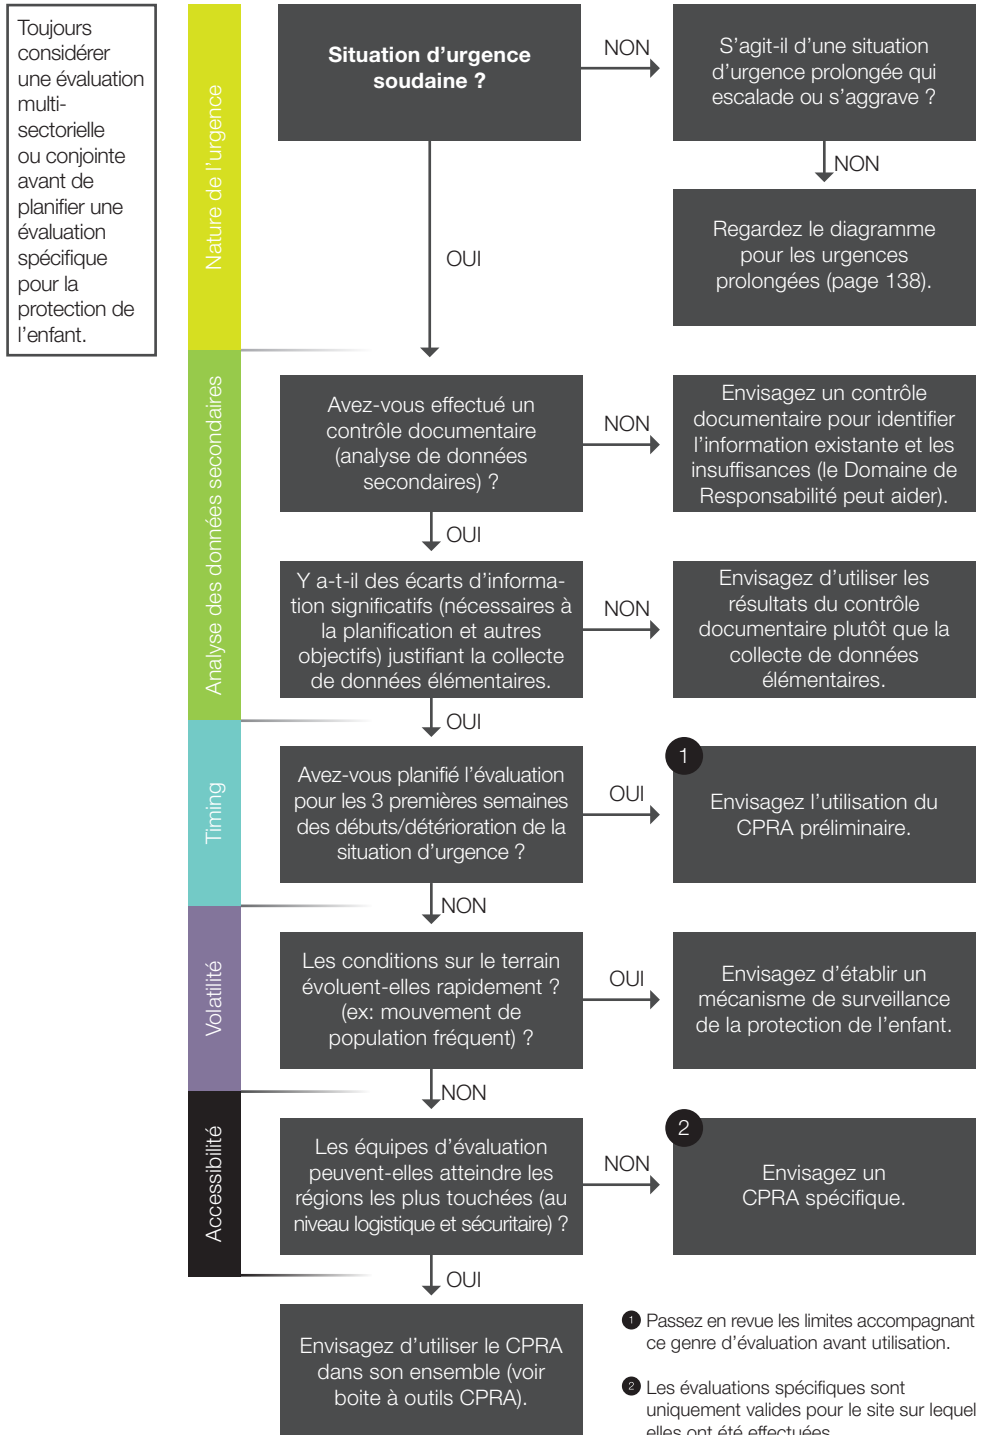 Toujours
considérer
une évaluation
multi-
sectorielle
ou conjointe
avant de
planifier une
évaluation
spécifique
pour la
protection de
l'enfant.
Nature de l'urgence
Situation d'urgence
soudaine ?
NON
S'agit-il d'une situation
d'urgence prolongée qui
escalade ou s'aggrave ?
NON
Regardez le diagramme
pour les urgences
prolongées (page 138).
OUI
Analyse des données secondaires
Avez-vous effectué un
contrôle documentaire
(analyse de données
secondaires) ?
NON
Envisagez un contrôle
documentaire pour identifier
l'information existante et les
insuffisances (le Domaine de
Responsabilité peut aider).
OUI
Y a-t-il des écarts d'informa-
tion significatifs (nécessaires à
la planification et autres
objectifs) justifiant la collecte
de données élémentaires.
NON
Envisagez d'utiliser les
résultats du contrôle
documentaire plutôt que la
collecte de données
élémentaires.
OUI
Timing
Avez-vous planifié l'évaluation
pour les 3 premières semaines
des débuts/détérioration de la
situation d'urgence ?
OUI
1
Envisagez l'utilisation du
CPRA préliminaire.
NON
Volatilité
Les conditions sur le terrain
évoluent-elles rapidement ?
(ex: mouvement de
population fréquent) ?
OUI
Envisagez d'établir un
mécanisme de surveillance
de la protection de l'enfant.
NON
Accessibilité
Les équipes d'évaluation
peuvent-elles atteindre les
régions les plus touchées (au
niveau logistique et sécuritaire) ?
NON
2
Envisagez un
CPRA spécifique.
OUI
Envisagez d'utiliser le CPRA
dans son ensemble (voir
boite à outils CPRA).
1 Passez en revue les limites accompagnant
ce genre d'évaluation avant utilisation.
2 Les évaluations spécifiques sont
uniquement valides pour le site sur lequel
elles ont été effectuées